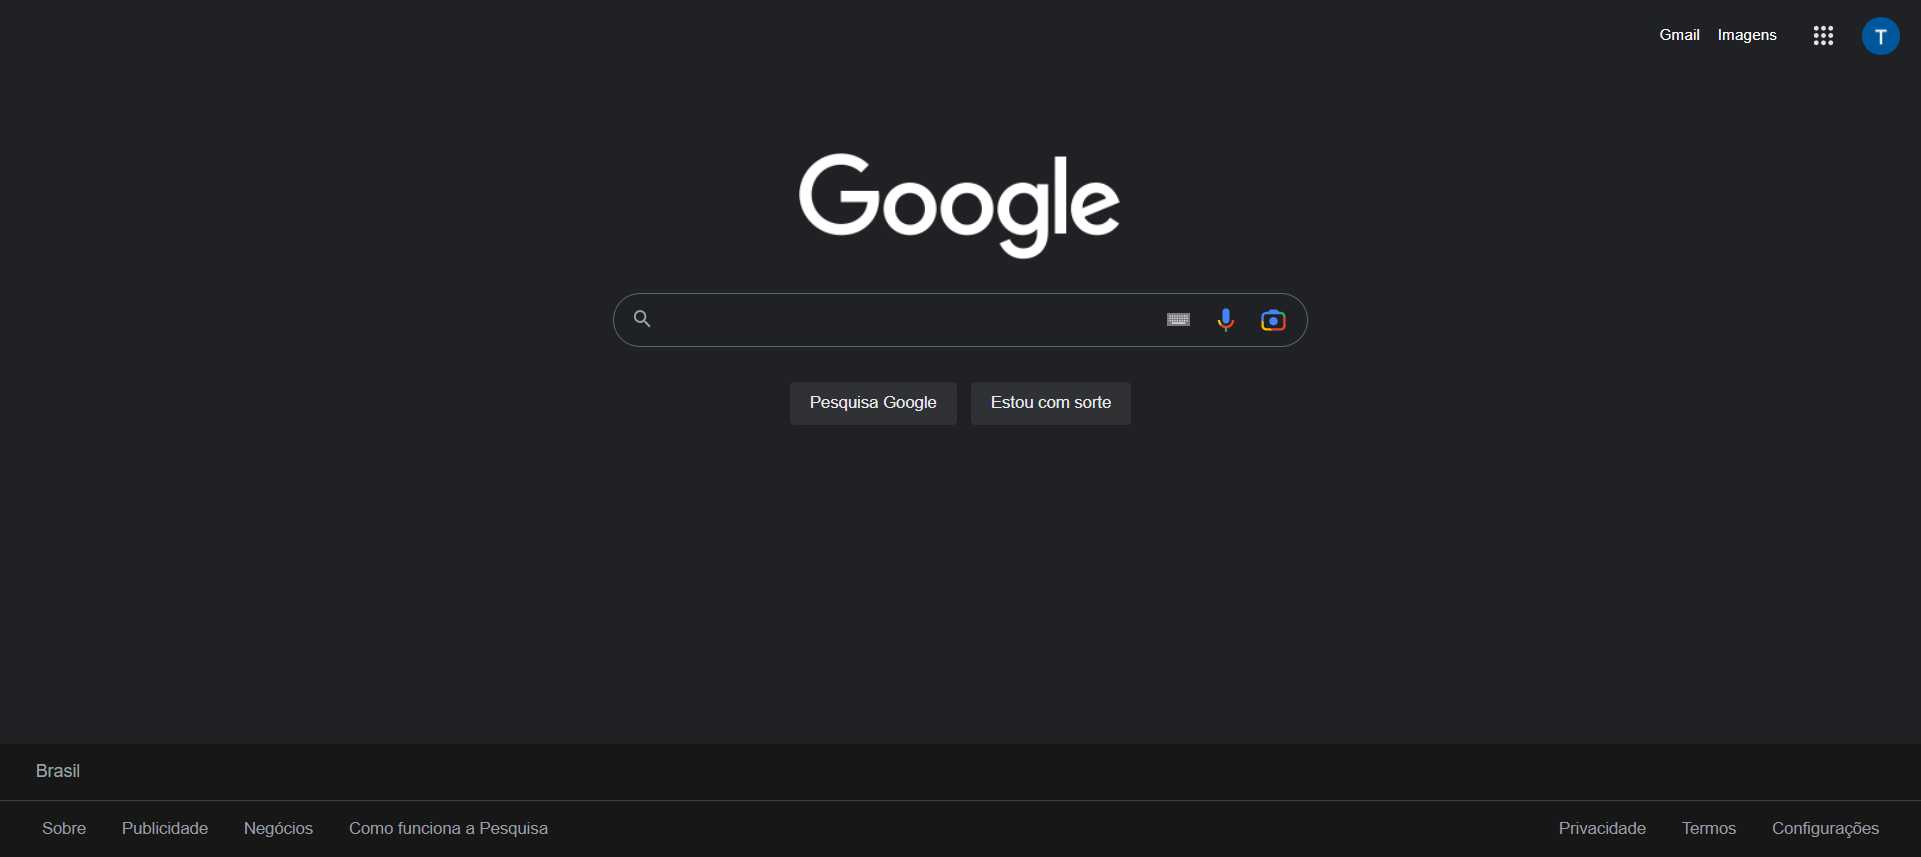 Gmail Imagens T
Google
Pesquisa Google Estou com sorte
Brasil
Sobre Publicidade Negócios Como funciona a Pesquisa Privacidade Termos Configurações